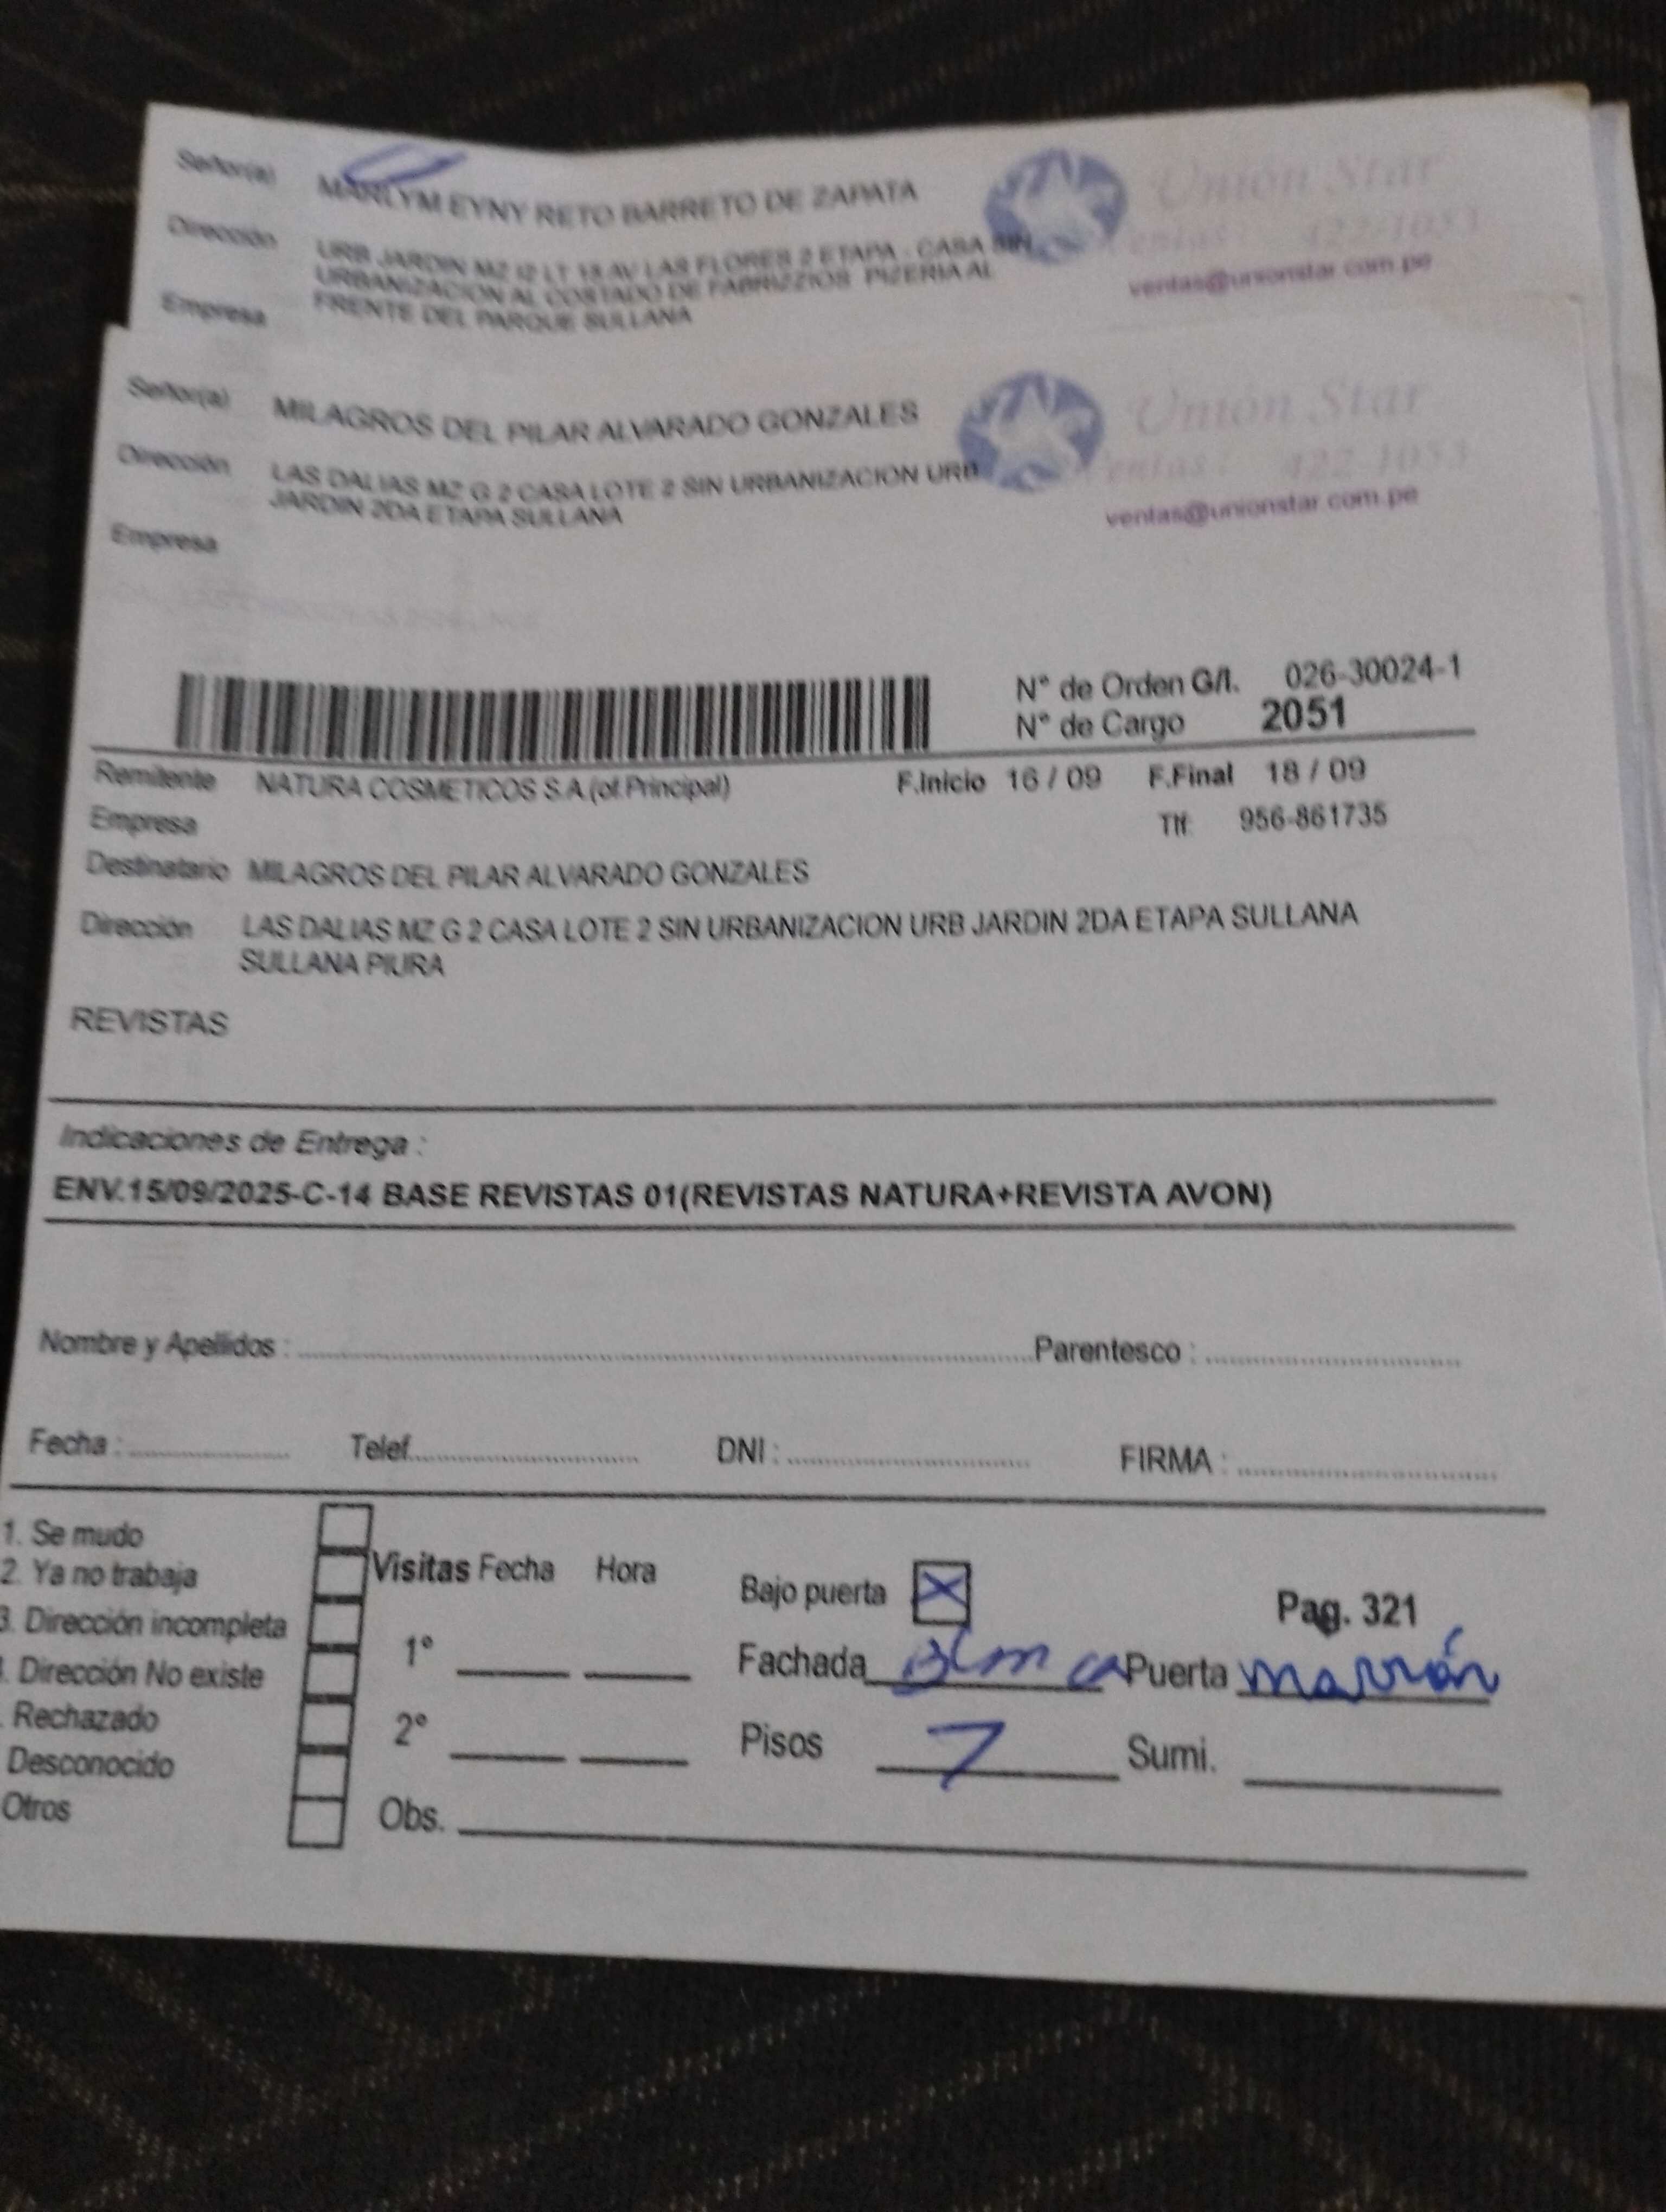 Señor(a) MARLYM EYNY RETO BARRETO DE ZAPATA
Unión Star
Dirección URB JARDIN MZ I2 LT 18 AV LAS FLORES 2 ETAPA - CASA SIN
URBANIZACION AL COSTADO DE FABRIZZIOS PIZERIA AL
FRENTE DEL PARQUE SULLANA
Ventas: 422-1053
ventas@unionstar.com.pe
Empresa
Señor(a) MILAGROS DEL PILAR ALVARADO GONZALES
Unión Star
Dirección LAS DALIAS MZ G 2 CASA LOTE 2 SIN URBANIZACION URB
JARDIN 2DA ETAPA SULLANA
Ventas: 422-1053
ventas@unionstar.com.pe
Empresa
N° de Orden G/I. 026-30024-1
N° de Cargo 2051
Remitente NATURA COSMETICOS S.A (of.Principal) F.Inicio 16 / 09 F.Final 18 / 09
Empresa Tlf: 956-861735
Destinatario MILAGROS DEL PILAR ALVARADO GONZALES
Dirección LAS DALIAS MZ G 2 CASA LOTE 2 SIN URBANIZACION URB JARDIN 2DA ETAPA SULLANA
SULLANA PIURA
REVISTAS
Indicaciones de Entrega :
ENV.15/09/2025-C-14 BASE REVISTAS 01(REVISTAS NATURA+REVISTA AVON)
Nombre y Apellidos : Parentesco :
Fecha : Telef. DNI : FIRMA :
1. Se mudo
2. Ya no trabaja
3. Dirección incompleta
. Dirección No existe
. Rechazado
Desconocido
Otros
Visitas Fecha Hora
1°
2°
Obs.
Bajo puerta X Pag. 321
Fachada Blanca Puerta marrón
Pisos Sumi.